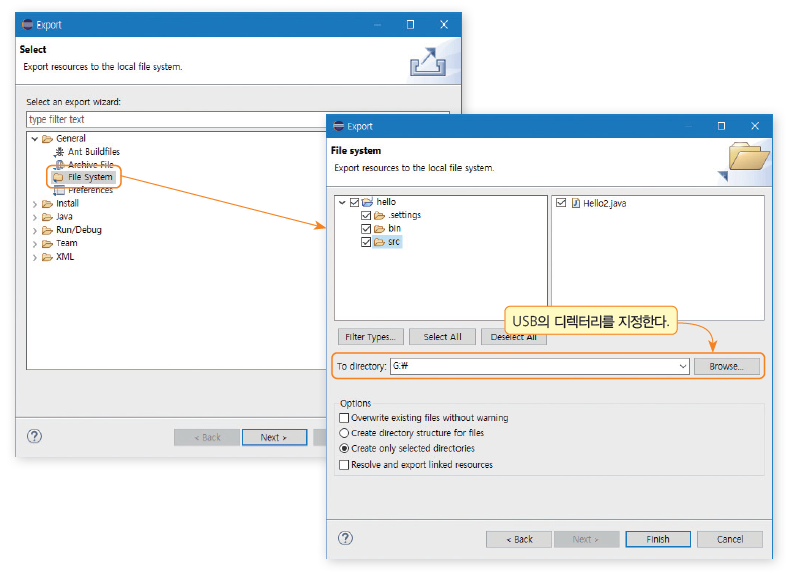 Export
Select
Export resources to the local file system.
Select an export wizard:
type filter text
General
Ant Buildfiles
Archive File
File System
Preferences
Install
Java
Run/Debug
Team
XML
< Back
Next >
Export
File system
Export resources to the local file system.
hello
.settings
bin
src
Hello2.java
USB의 디렉터리를 지정한다.
Filter Types...
Select All
Deselect All
To directory:
G:₩
Browse...
Options
Overwrite existing files without warning
Create directory structure for files
Create only selected directories
Resolve and export linked resources
< Back
Next >
Finish
Cancel